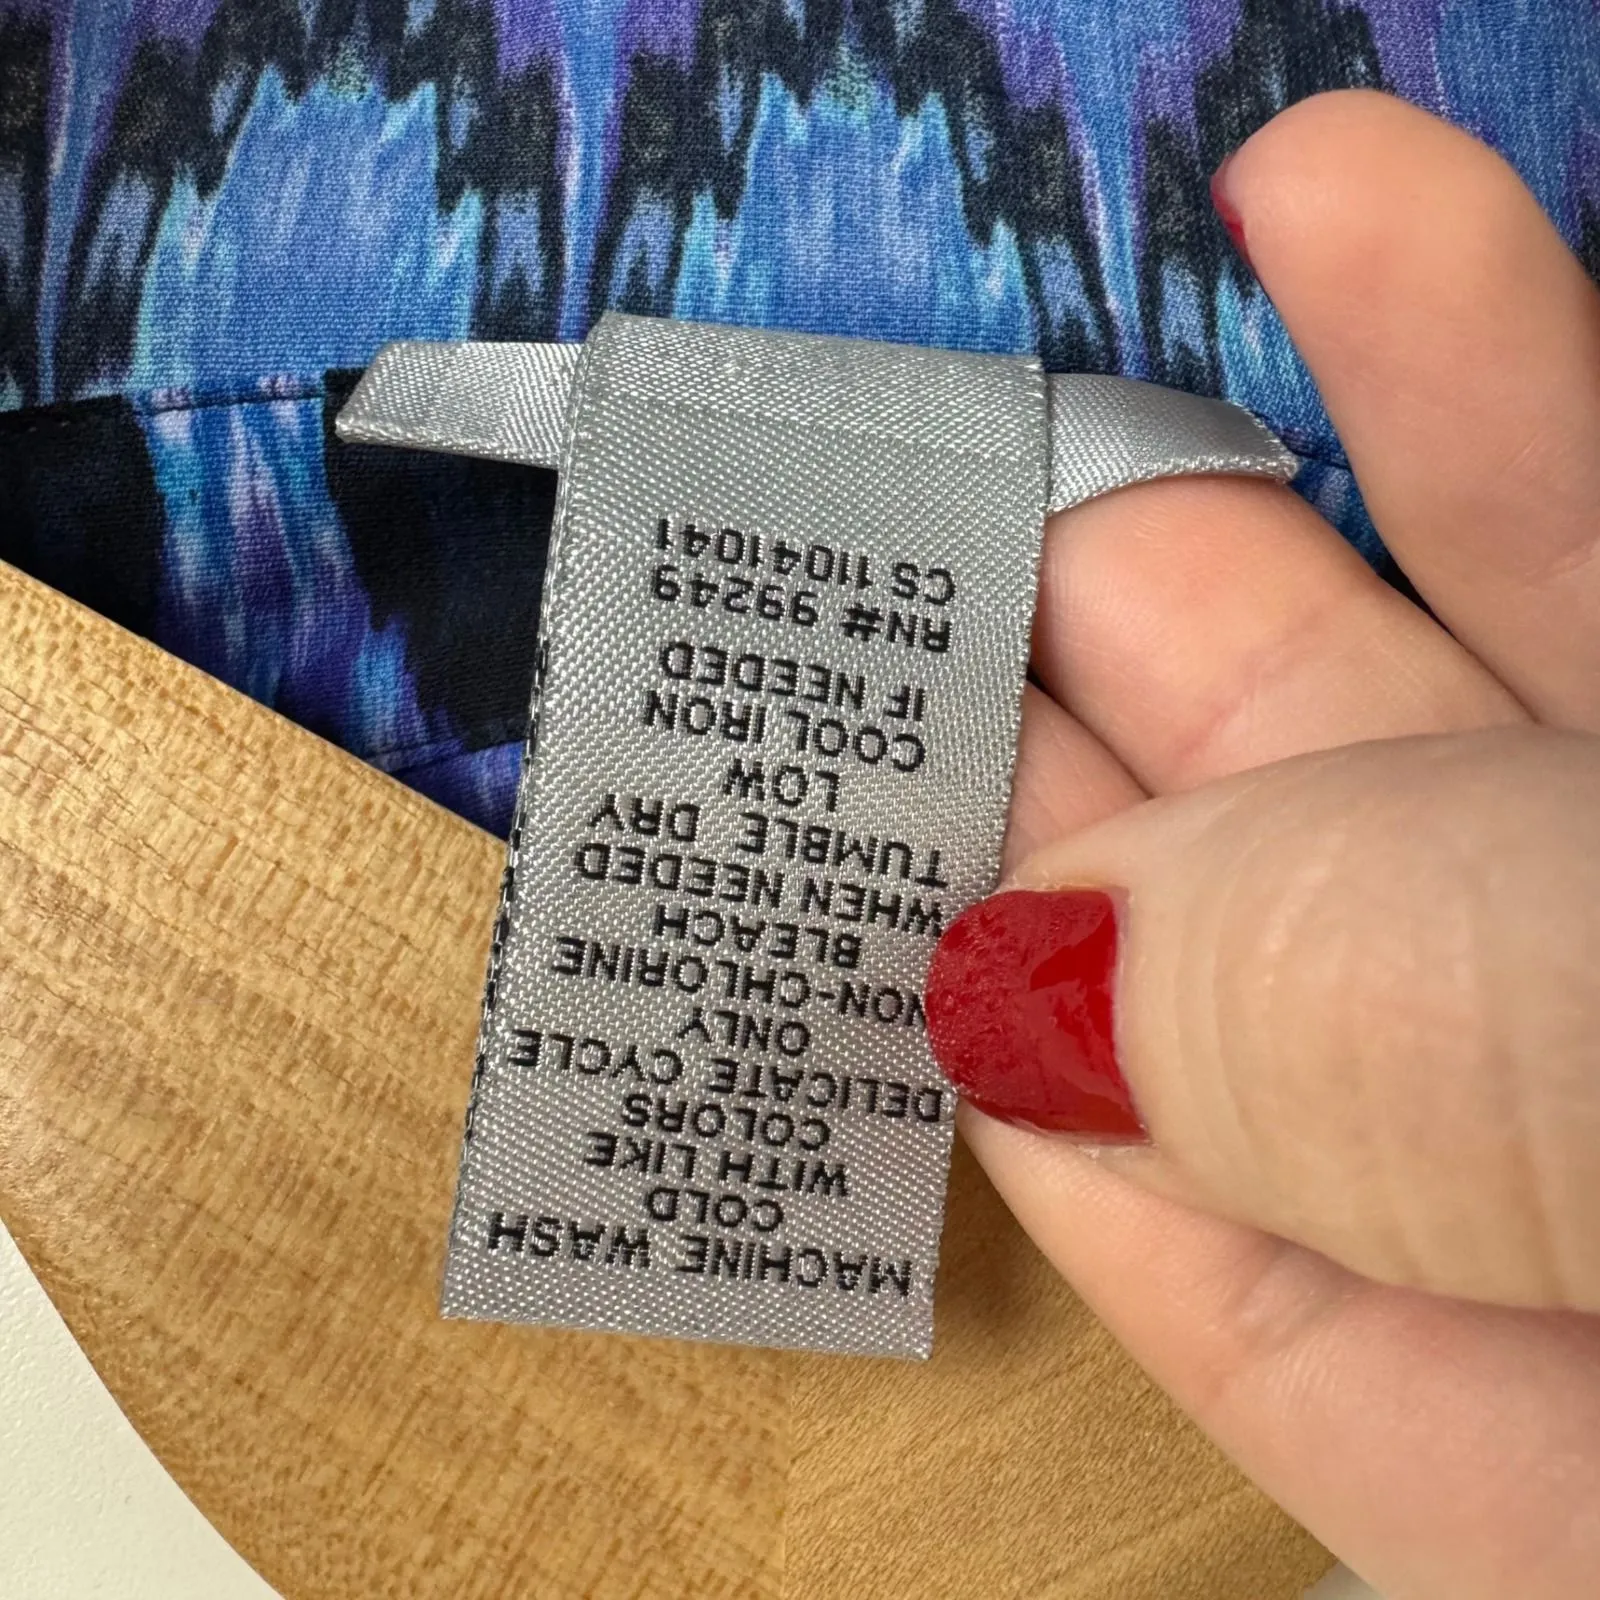 MACHINE WASH
COLD
WITH LIKE
COLORS
DELICATE CYCLE
ONLY
NON-CHLORINE
BLEACH
WHEN NEEDED
TUMBLE DRY
LOW
COOL IRON
IF NEEDED
RN# 99249
CS 11041041